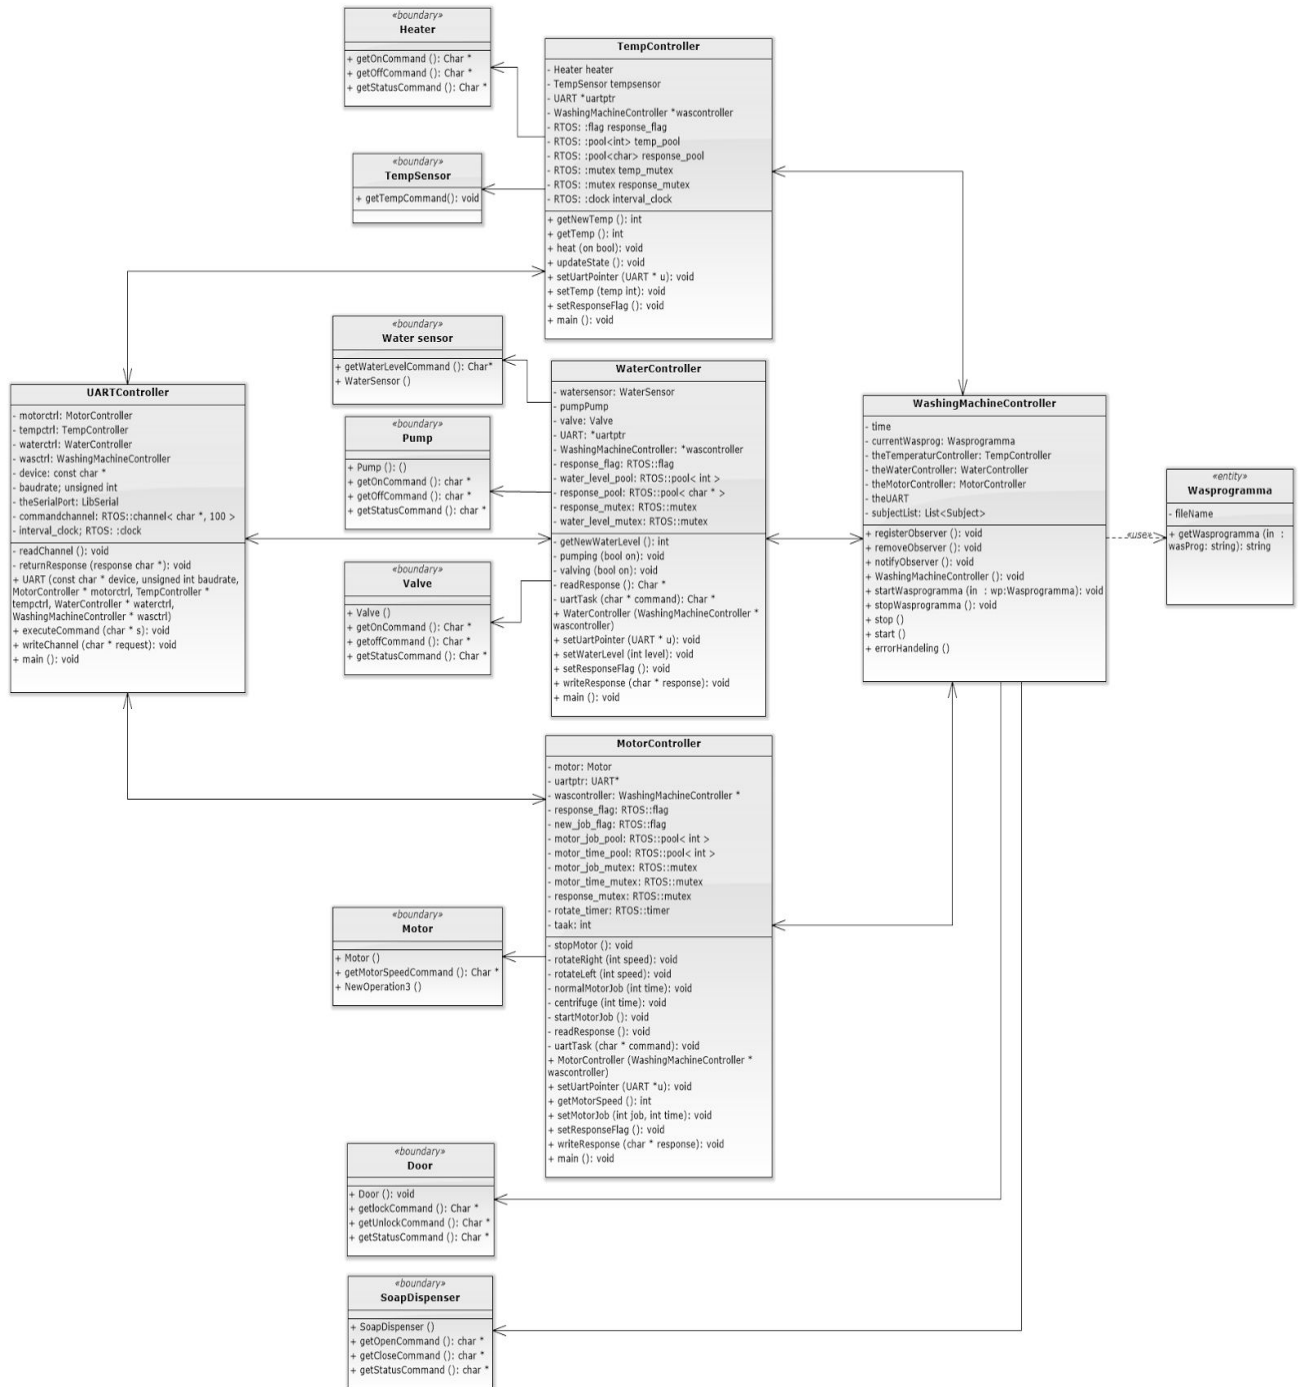 «boundary»
Heater
+ getOnCommand (): Char *
+ getOffCommand (): Char *
+ getStatusCommand (): Char *
TempController
- Heater heater
- TempSensor tempsensor
- UART *uartptr
- WashingMachineController *wascontroller
- RTOS: :flag response_flag
- RTOS: :pool<int> temp_pool
- RTOS: :pool<char> response_pool
- RTOS: :mutex temp_mutex
- RTOS: :mutex response_mutex
- RTOS: :clock interval_clock
+ getNewTemp (): int
+ getTemp (): int
+ heat (on bool): void
+ updateState (): void
+ setUartPointer (UART * u): void
+ setTemp (temp int): void
+ setResponseFlag (): void
+ main (): void
«boundary»
TempSensor
+ getTempCommand(): void
«boundary»
Water sensor
+ getWaterLevelCommand (): Char*
+ WaterSensor ()
UARTController
- motorctrl: MotorController
- tempctrl: TempController
- waterctrl: WaterController
- wasctrl: WashingMachineController
- device: const char *
- baudrate; unsigned int
- theSerialPort: LibSerial
- commandchannel: RTOS::channel< char *, 100 >
- interval_clock; RTOS: :clock
- readChannel (): void
- returnResponse (response char*): void
+ UART (const char * device, unsigned int baudrate,
MotorController * motorctrl, TempController *
tempctrl, WaterController * waterctrl,
WashingMachineController * wasctrl)
+ executeCommand (char * s): void
+ writeChannel (char * request): void
+ main (): void
«boundary»
Pump
+ Pump (): ()
+ getOnCommand (): char *
+ getOffCommand (): char *
+ getStatusCommand (): char *
«boundary»
Valve
+ Valve ()
+ getOnCommand (): Char *
+ getoffCommand (): Char *
+ getStatusCommand (): Char *
WaterController
- watersensor: WaterSensor
- pumpPump
- valve: Valve
- UART: *uartptr
- WashingMachineController: *wascontroller
- response_flag: RTOS::flag
- water_level_pool: RTOS::pool< int >
- response_pool: RTOS::pool< char * >
- response_mutex: RTOS::mutex
- water_level_mutex: RTOS::mutex
- getNewWaterLevel (): int
- pumping (bool on): void
- valving (bool on): void
- readResponse (): Char *
- uartTask (char * command): Char *
+ WaterController (WashingMachineController *
wascontroller)
+ setUartPointer (UART * u): void
+ setWaterLevel (int level): void
+ setResponseFlag (): void
+ writeResponse (char * response): void
+ main (): void
WashingMachineController
- time
- currentWasprog: Wasprogramma
- theTemperaturController: TempController
- theWaterController: WaterController
- theMotorController: MotorController
- theUART
- subjectList: List<Subject>
+ registerObserver (): void
+ removeObserver (): void
+ notifyObserver (): void
+ WashingMachineController (): void
+ startWasprogramma (in : wp:Wasprogramma): void
+ stopWasprogramma (): void
+ stop ()
+ start ()
+ errorHandeling ()
«use»
«entity»
Wasprogramma
- fileName
+ getWasprogramma (in :
wasProg: string): string
MotorController
- motor: Motor
- uartptr: UART*
- wascontroller: WashingMachineController *
- response_flag: RTOS::flag
- new_job_flag: RTOS::flag
- motor_job_pool: RTOS::pool< int >
- motor_time_pool: RTOS::pool< int >
- motor_job_mutex: RTOS::mutex
- motor_time_mutex: RTOS::mutex
- response_mutex: RTOS::mutex
- rotate_timer: RTOS::timer
- taak: int
- stopMotor (): void
- rotateRight (int speed): void
- rotateLeft (int speed): void
- normalMotorJob (int time): void
- centrifuge (int time): void
- startMotorJob (): void
- readResponse (): void
- uartTask (char * command): void
+ MotorController (WashingMachineController *
wascontroller)
+ setUartPointer (UART *u): void
+ getMotorSpeed (): int
+ setMotorJob (int job, int time): void
+ setResponseFlag (): void
+ writeResponse (char * response): void
+ main (): void
«boundary»
Motor
+ Motor ()
+ getMotorSpeedCommand (): Char *
+ NewOperation3 ()
«boundary»
Door
+ Door (): void
+ getlockCommand (): Char *
+ getUnlockCommand (): Char *
+ getStatusCommand (): Char *
«boundary»
SoapDispenser
+ SoapDispenser ()
+ getOpenCommand (): char *
+ getCloseCommand (): char *
+ getStatusCommand (): char *